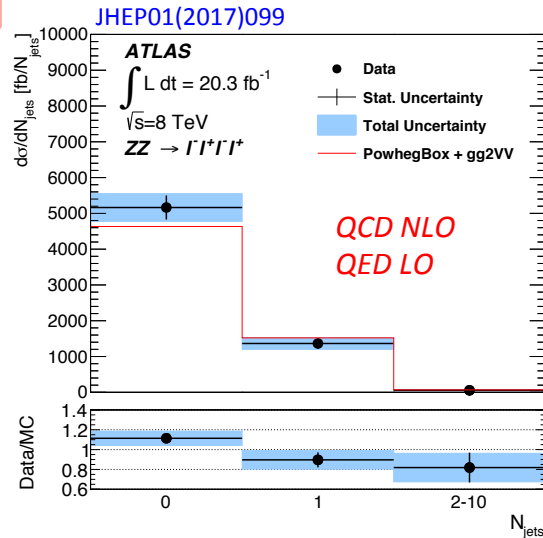 JHEP01(2017)099
dσ/dN_jets [fb/N_jets]
10000
9000
8000
7000
6000
5000
4000
3000
2000
1000
0
ATLAS
∫ L dt = 20.3 fb⁻¹
√s=8 TeV
ZZ → l⁻l⁺l⁻l⁺
Data
Stat. Uncertainty
Total Uncertainty
PowhegBox + gg2VV
QCD NLO
QED LO
Data/MC
1.4
1.2
1
0.8
0.6
0 1 2-10
N_jets